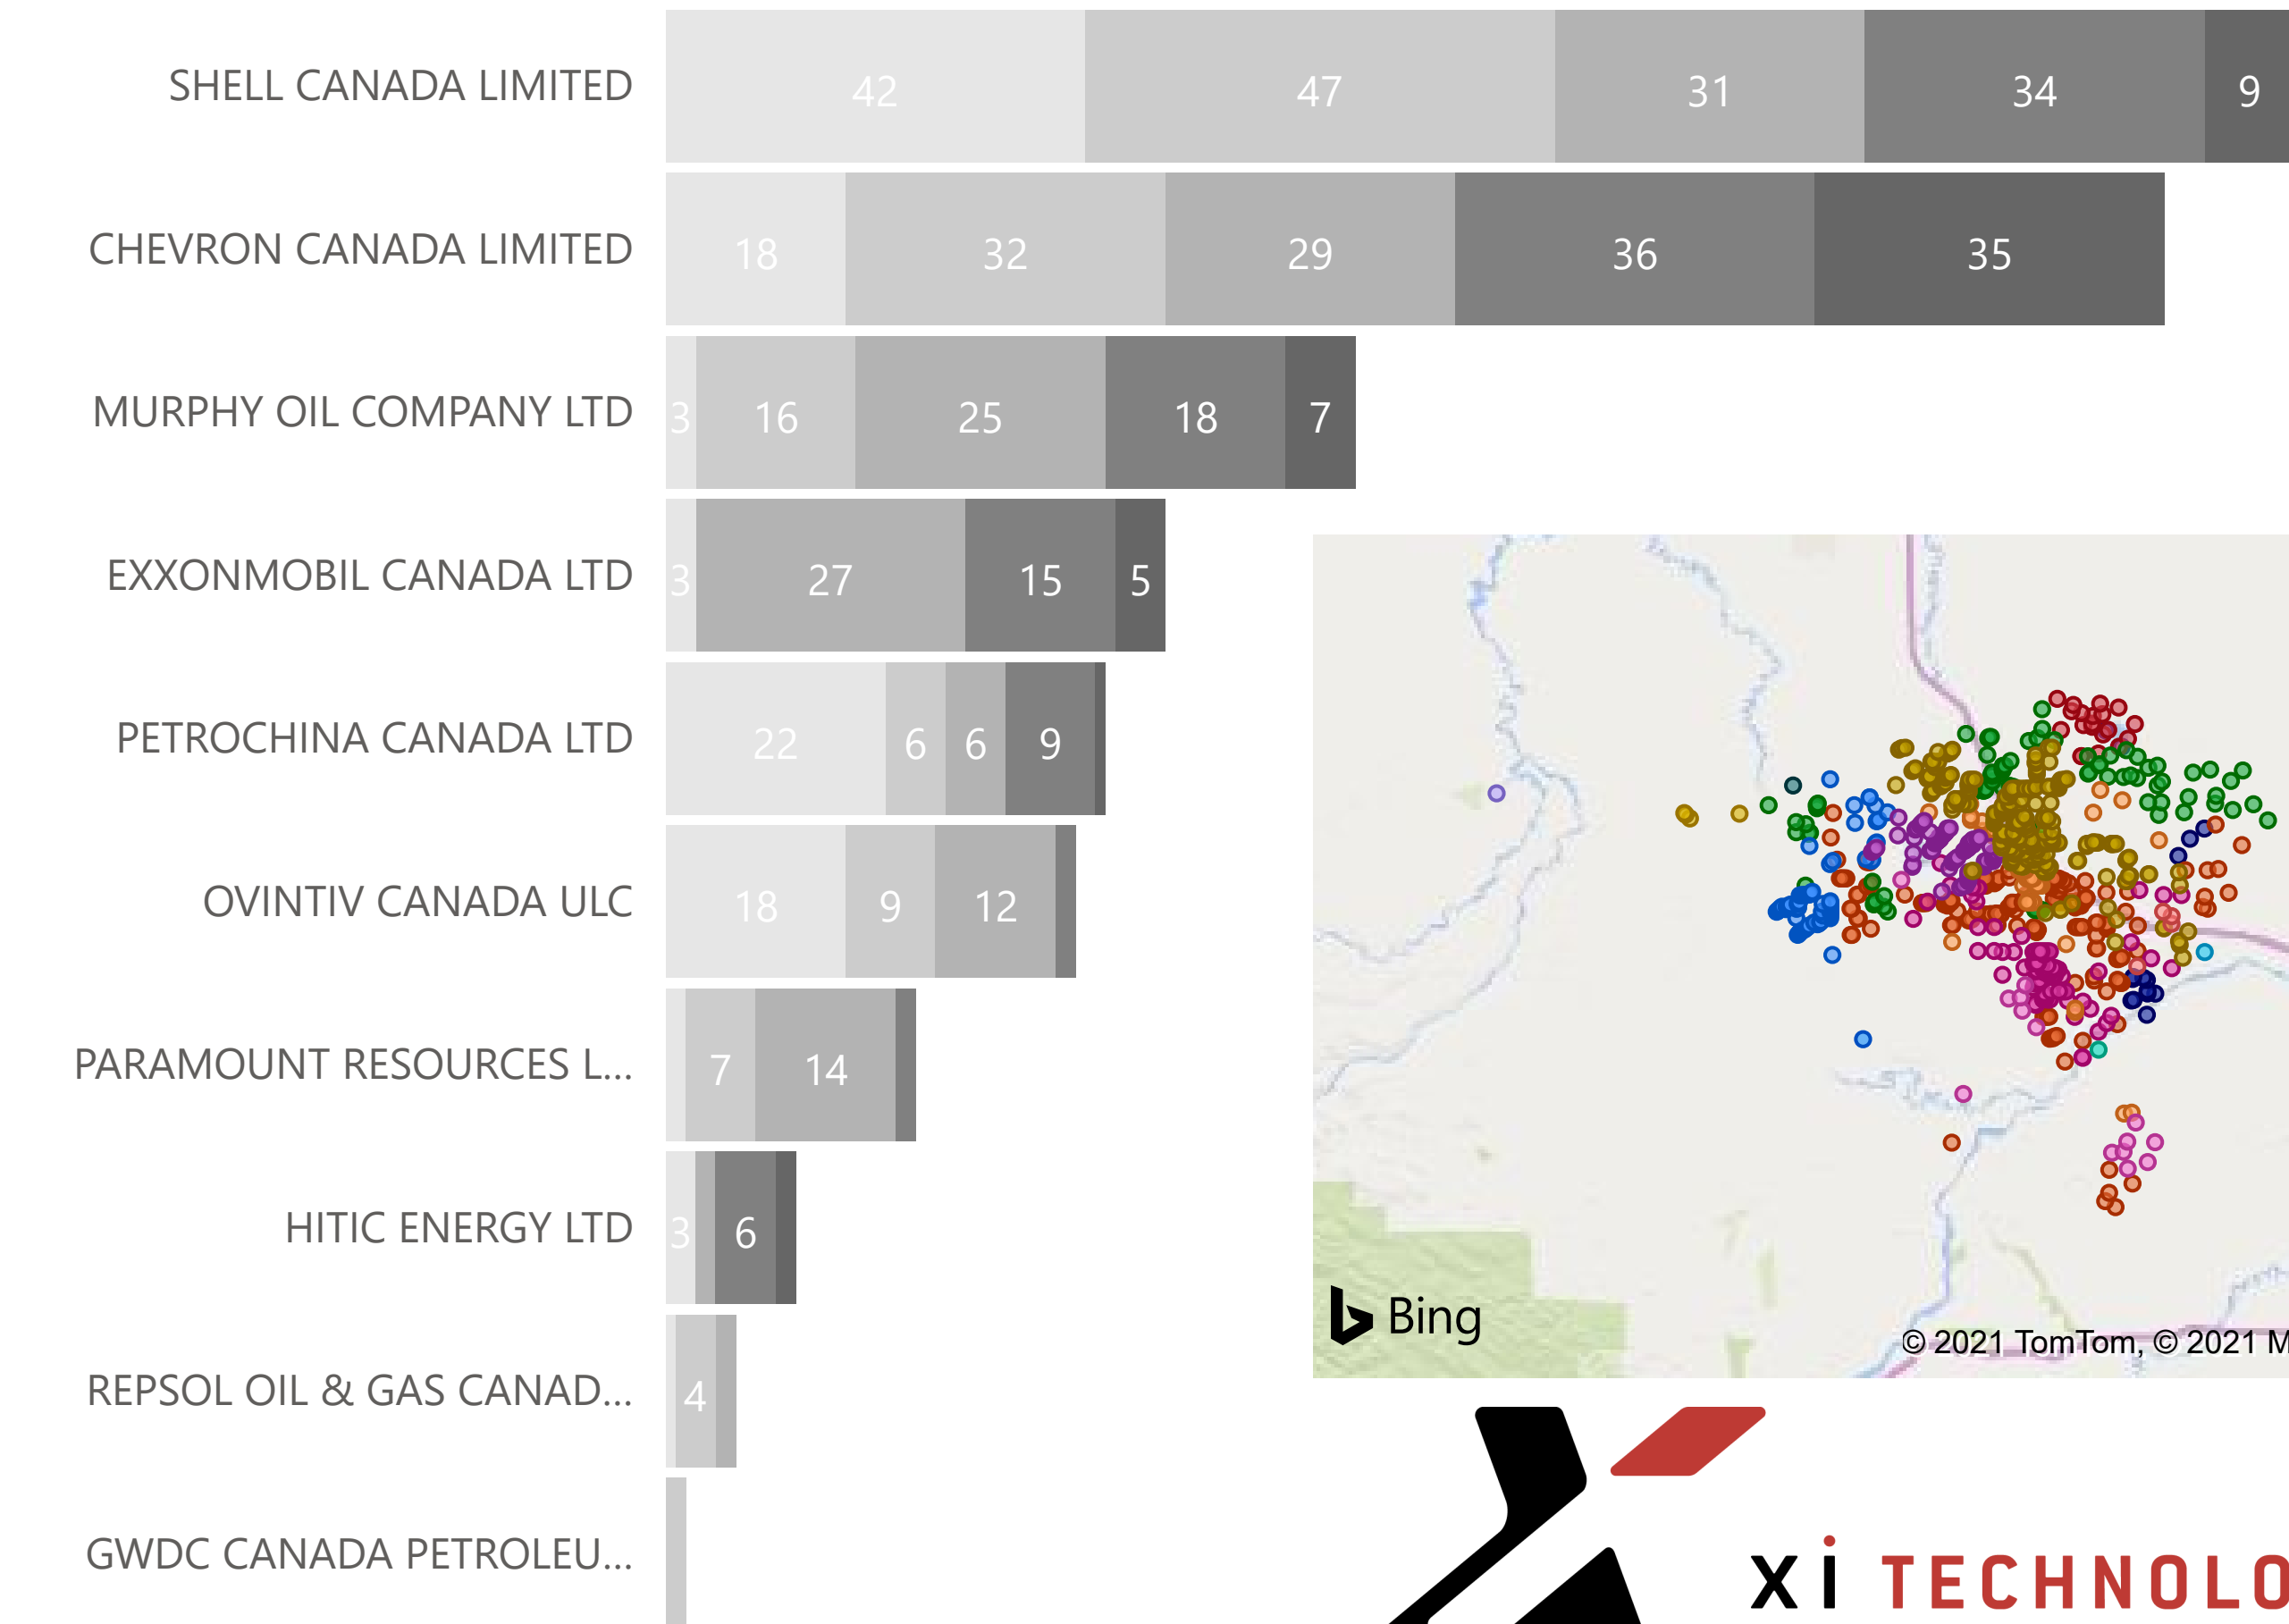 SHELL CANADA LIMITED 42 47 31 34 9
CHEVRON CANADA LIMITED 18 32 29 36 35
MURPHY OIL COMPANY LTD 3 16 25 18 7
EXXONMOBIL CANADA LTD 3 27 15 5
PETROCHINA CANADA LTD 22 6 6 9
OVINTIV CANADA ULC 18 9 12
PARAMOUNT RESOURCES L... 7 14
HITIC ENERGY LTD 3 6
REPSOL OIL & GAS CANAD... 4
GWDC CANADA PETROLEU...
Bing
© 2021 TomTom, © 2021 M
xi TECHNOLO